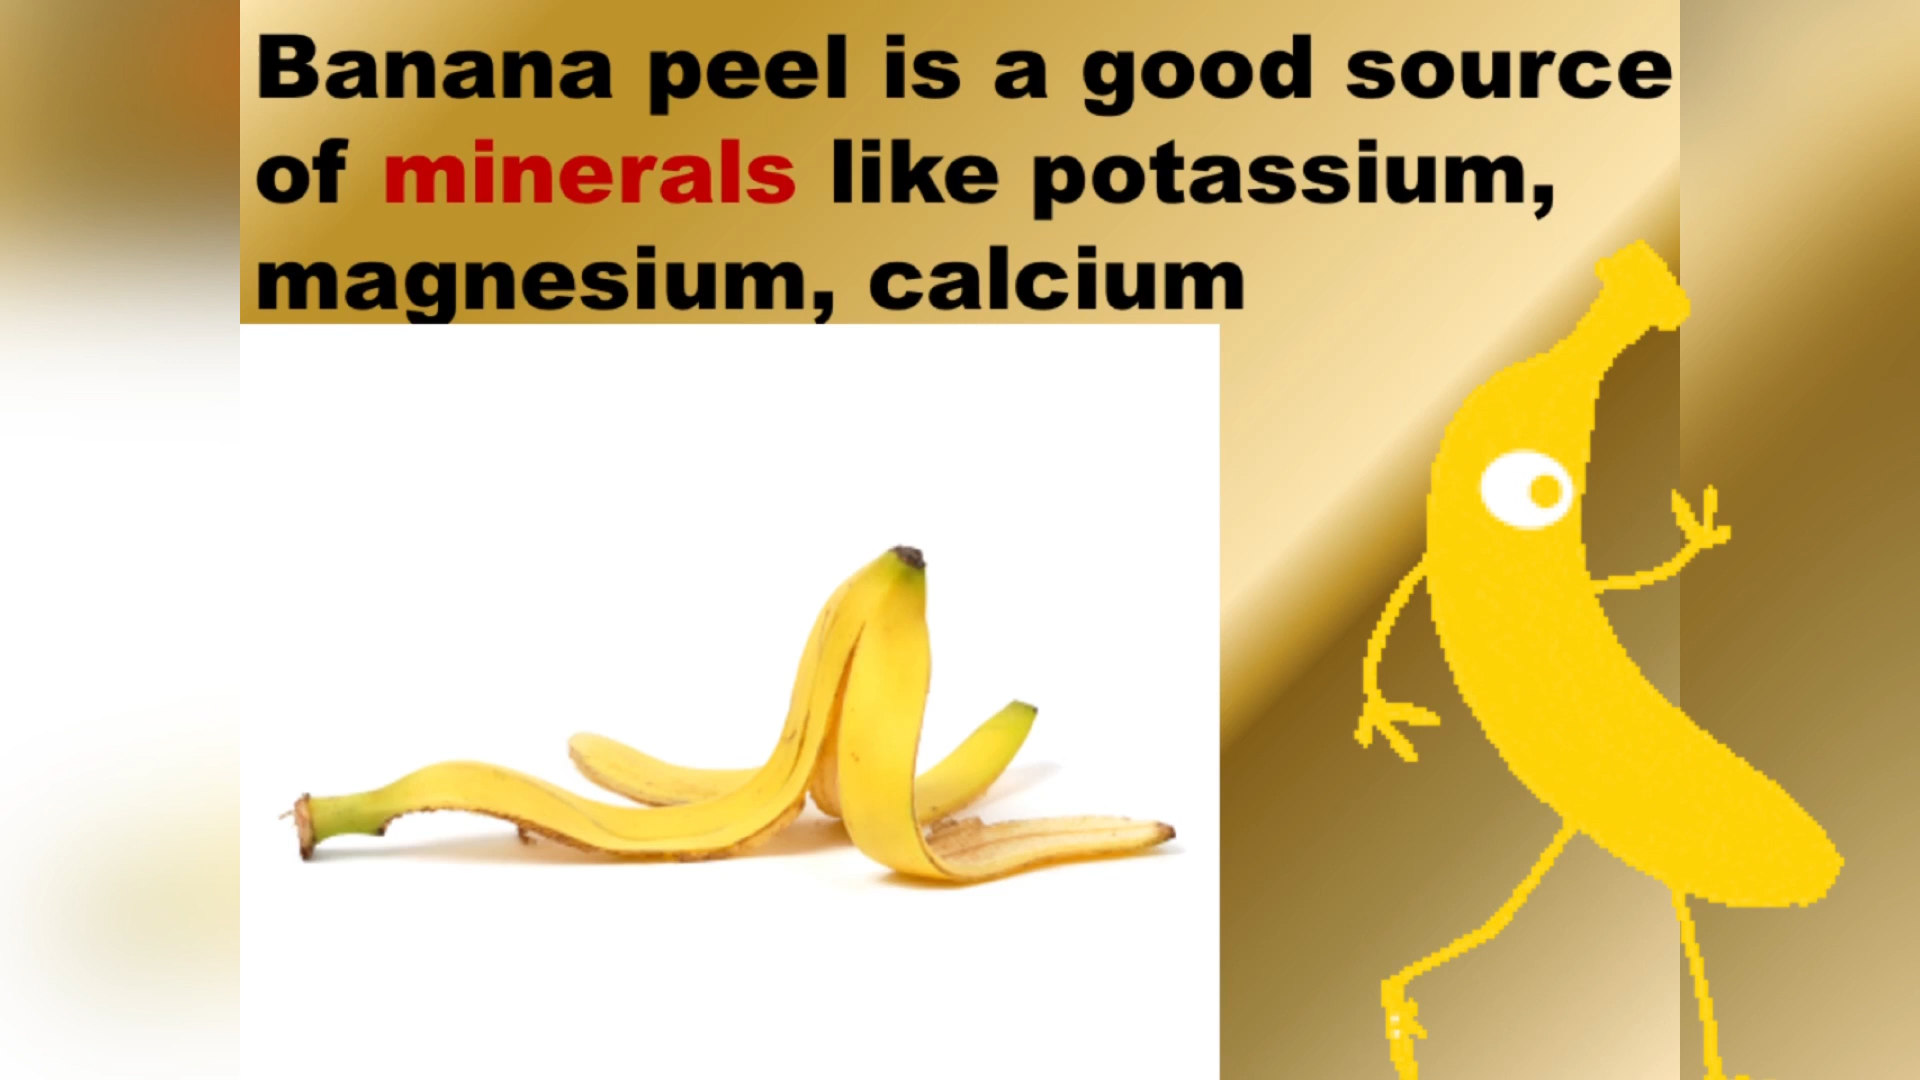 Banana peel is a good source
of minerals like potassium,
magnesium, calcium